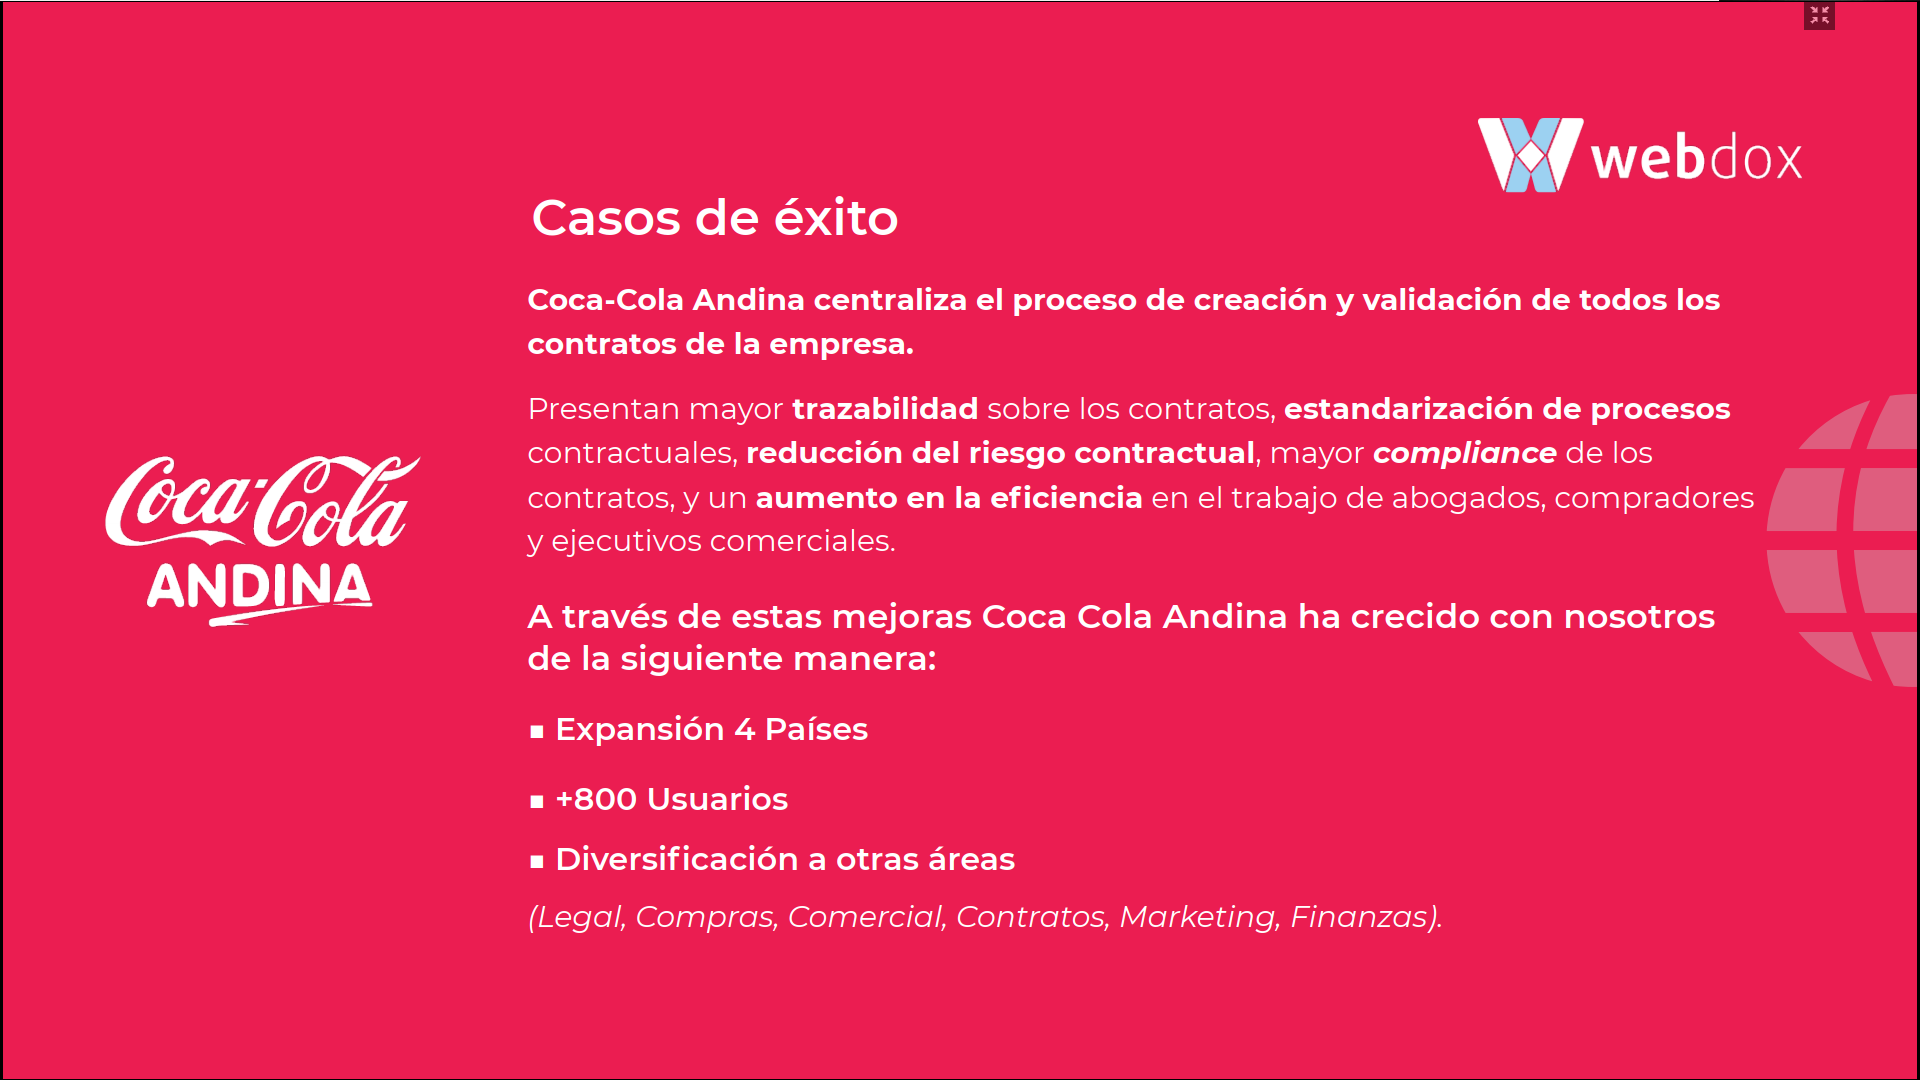 webdox
Casos de éxito
Coca-Cola Andina centraliza el proceso de creación y validación de todos los
contratos de la empresa.
Presentan mayor trazabilidad sobre los contratos, estandarización de procesos
contractuales, reducción del riesgo contractual, mayor compliance de los
contratos, y un aumento en la eficiencia en el trabajo de abogados, compradores
y ejecutivos comerciales.
Coca-Cola
ANDINA
A través de estas mejoras Coca Cola Andina ha crecido con nosotros
de la siguiente manera:
▪ Expansión 4 Países
▪ +800 Usuarios
▪ Diversificación a otras áreas
(Legal, Compras, Comercial, Contratos, Marketing, Finanzas).